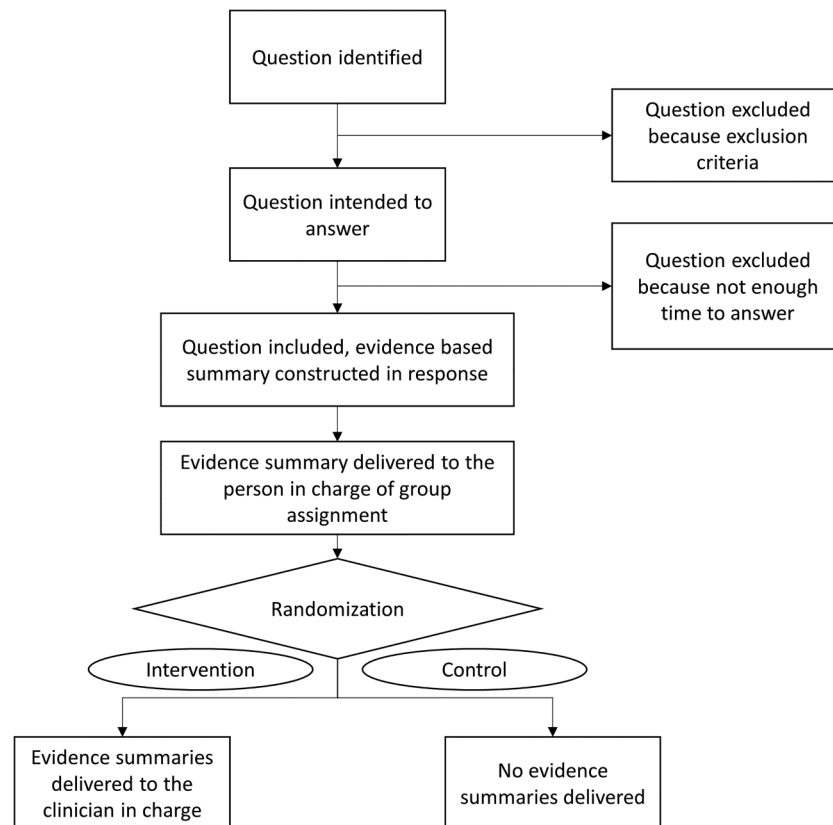 Question identified
Question excluded
because exclusion
criteria
Question intended to
answer
Question excluded
because not enough
time to answer
Question included, evidence based
summary constructed in response
Evidence summary delivered to the
person in charge of group
assignment
Randomization
Intervention
Control
Evidence summaries
delivered to the
clinician in charge
No evidence
summaries delivered